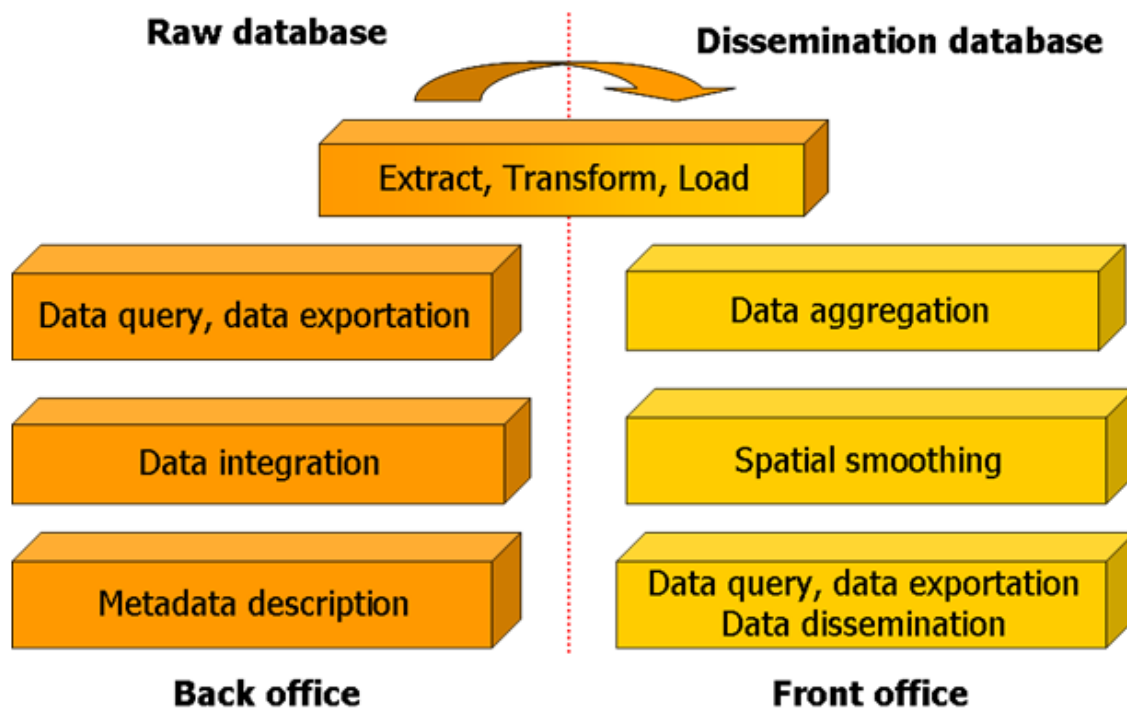 Raw database
Dissemination database
Extract, Transform, Load
Data query, data exportation
Data aggregation
Data integration
Spatial smoothing
Metadata description
Data query, data exportation
Data dissemination
Back office
Front office